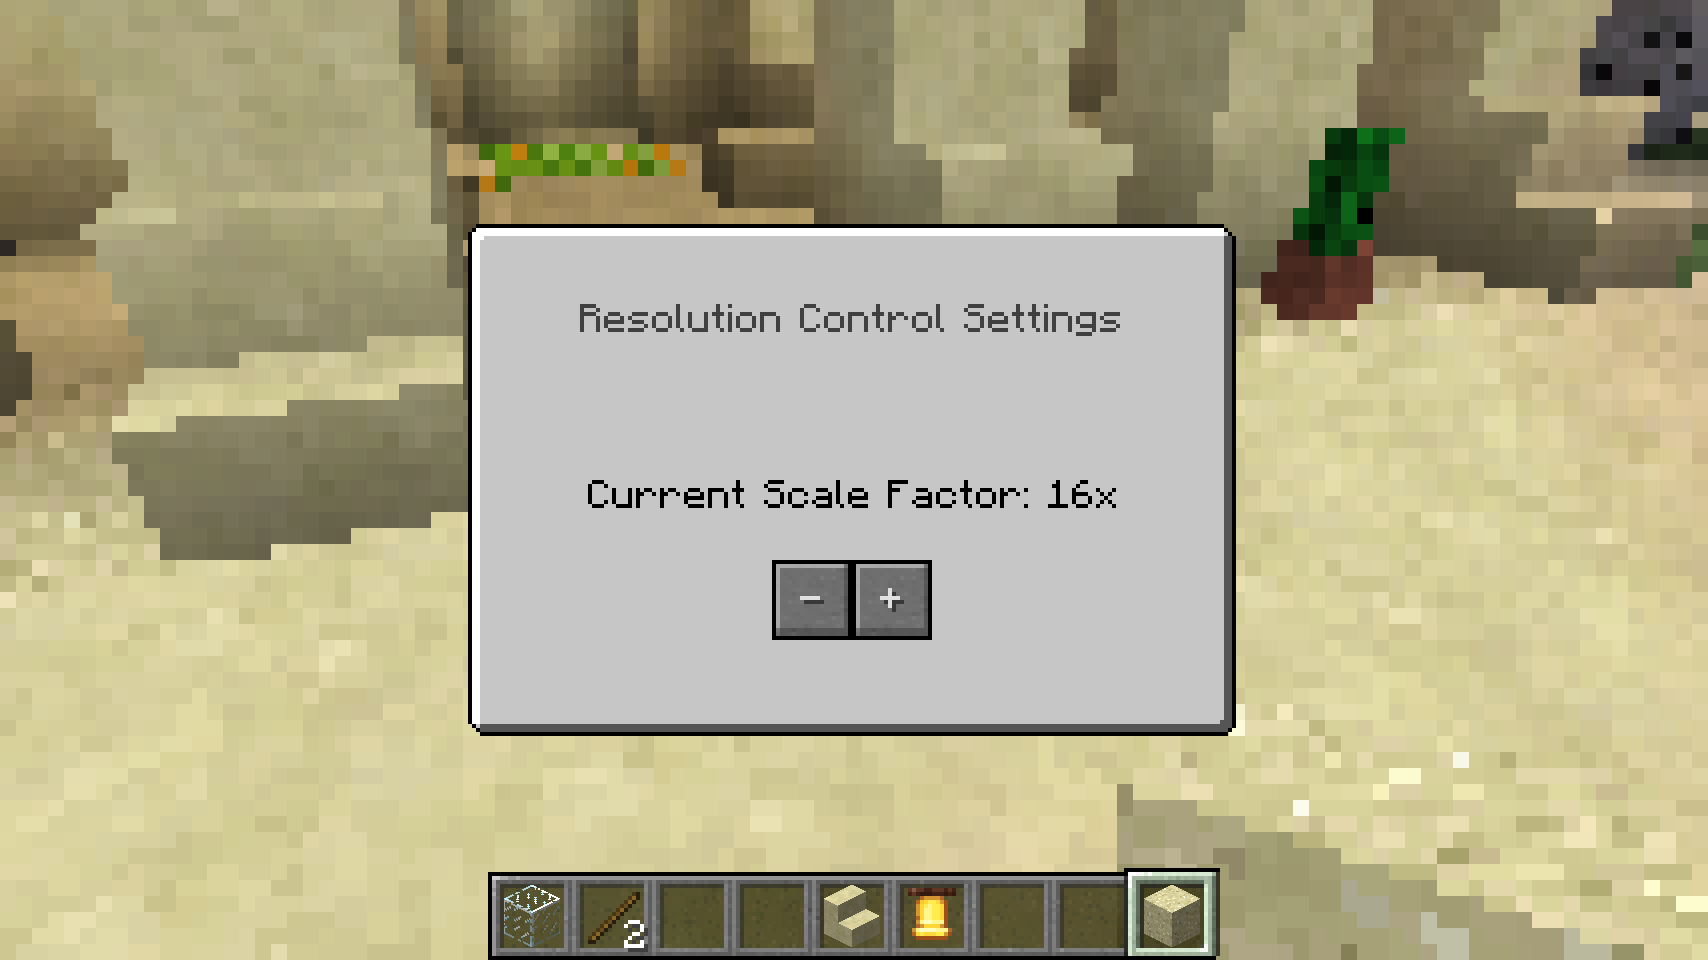 Resolution Control Settings
Current Scale Factor: 16x
- +
2